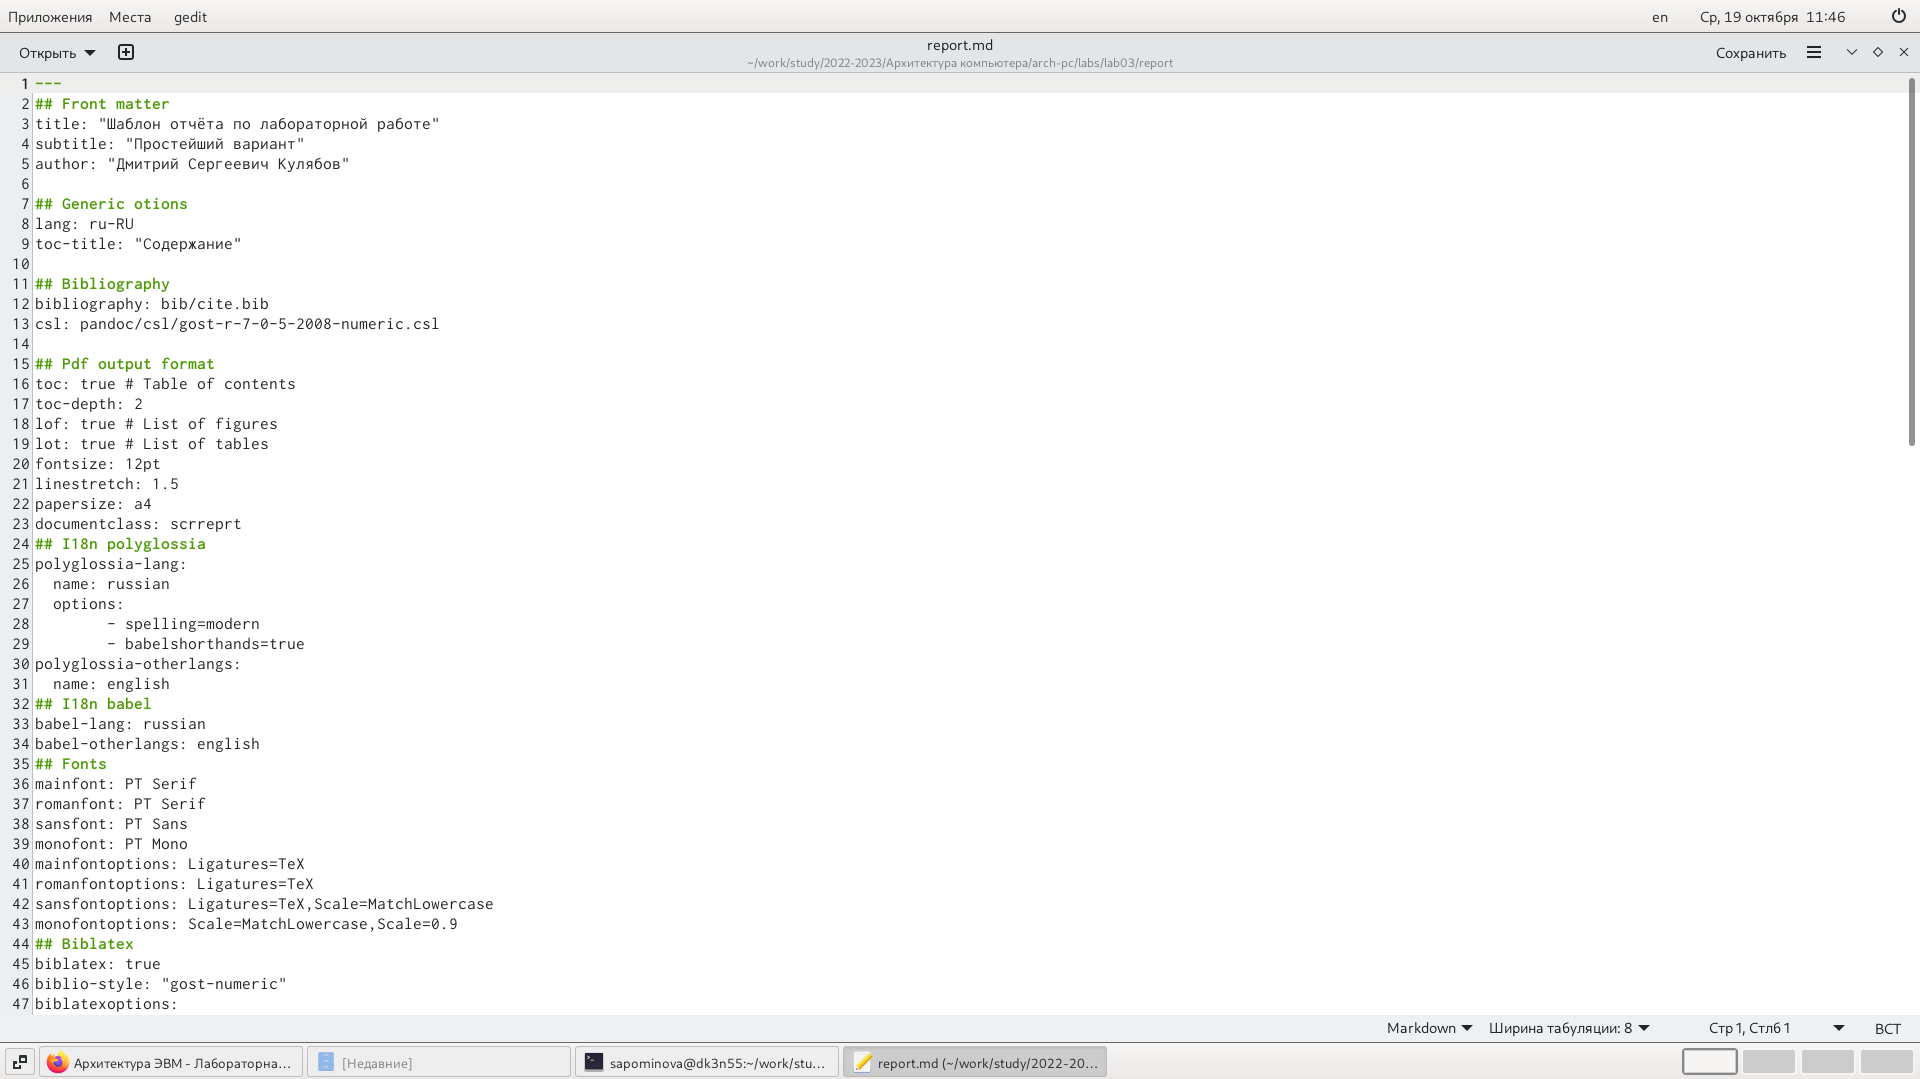 Приложения Места gedit en Ср, 19 октября 11:46
Открыть report.md Сохранить
~/work/study/2022-2023/Архитектура компьютера/arch-pc/labs/lab03/report
1 ---
2 ## Front matter
3 title: "Шаблон отчёта по лабораторной работе"
4 subtitle: "Простейший вариант"
5 author: "Дмитрий Сергеевич Кулябов"
6
7 ## Generic otions
8 lang: ru-RU
9 toc-title: "Содержание"
10
11 ## Bibliography
12 bibliography: bib/cite.bib
13 csl: pandoc/csl/gost-r-7-0-5-2008-numeric.csl
14
15 ## Pdf output format
16 toc: true # Table of contents
17 toc-depth: 2
18 lof: true # List of figures
19 lot: true # List of tables
20 fontsize: 12pt
21 linestretch: 1.5
22 papersize: a4
23 documentclass: scrreprt
24 ## I18n polyglossia
25 polyglossia-lang:
26   name: russian
27   options:
28         - spelling=modern
29         - babelshorthands=true
30 polyglossia-otherlangs:
31   name: english
32 ## I18n babel
33 babel-lang: russian
34 babel-otherlangs: english
35 ## Fonts
36 mainfont: PT Serif
37 romanfont: PT Serif
38 sansfont: PT Sans
39 monofont: PT Mono
40 mainfontoptions: Ligatures=TeX
41 romanfontoptions: Ligatures=TeX
42 sansfontoptions: Ligatures=TeX,Scale=MatchLowercase
43 monofontoptions: Scale=MatchLowercase,Scale=0.9
44 ## Biblatex
45 biblatex: true
46 biblio-style: "gost-numeric"
47 biblatexoptions:
Markdown Ширина табуляции: 8 Стр 1, Стлб 1 ВСТ
Архитектура ЭВМ - Лабораторна… [Недавние] sapominova@dk3n55:~/work/stu… report.md (~/work/study/2022-20…